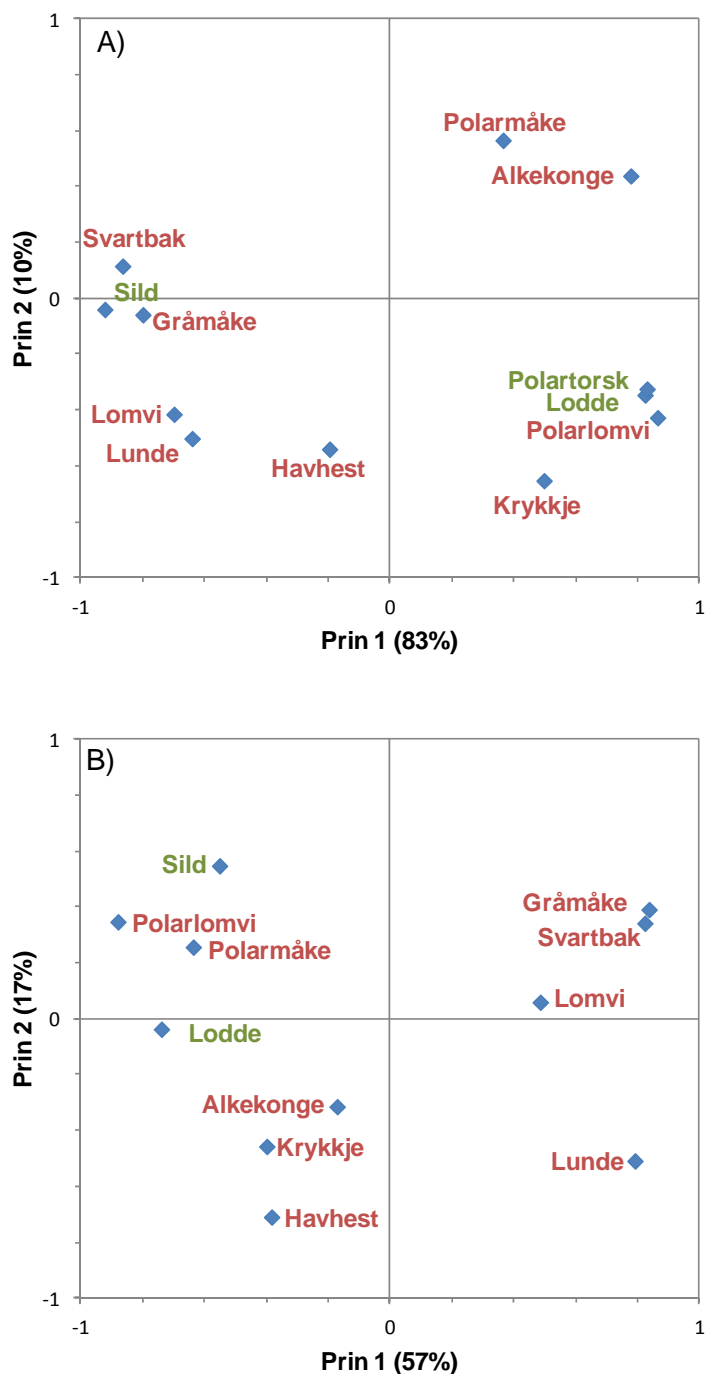 A)
1
Polarmåke
Alkekonge
Svartbak
Sild
Gråmåke
0
Prin 2 (10%)
Polartorsk
Lodde
Lomvi
Polarlomvi
Lunde
Havhest
Krykkje
-1
-1
0
1
Prin 1 (83%)
1
B)
Sild
Gråmåke
Polarlomvi
Svartbak
Polarmåke
Lomvi
0
Prin 2 (17%)
Lodde
Alkekonge
Krykkje
Lunde
Havhest
-1
-1
0
1
Prin 1 (57%)